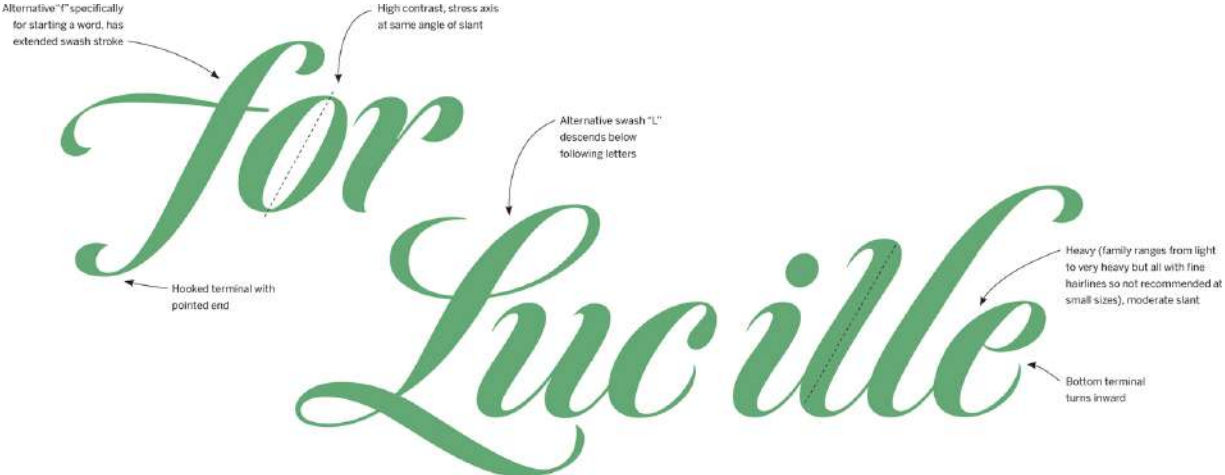 Alternative “f” specifically
for starting a word, has
extended swash stroke
High contrast, stress axis
at same angle of slant
for
Alternative swash “L”
descends below
following letters
Hooked terminal with
pointed end
Lucille
Heavy (family ranges from light
to very heavy but all with fine
hairlines so not recommended at
small sizes), moderate slant
Bottom terminal
turns inward